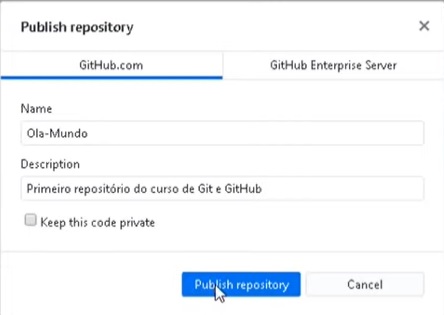 Publish repository
GitHub.com
GitHub Enterprise Server
Name
Ola-Mundo
Description
Primeiro repositório do curso de Git e GitHub
Keep this code private
Publish repository
Cancel